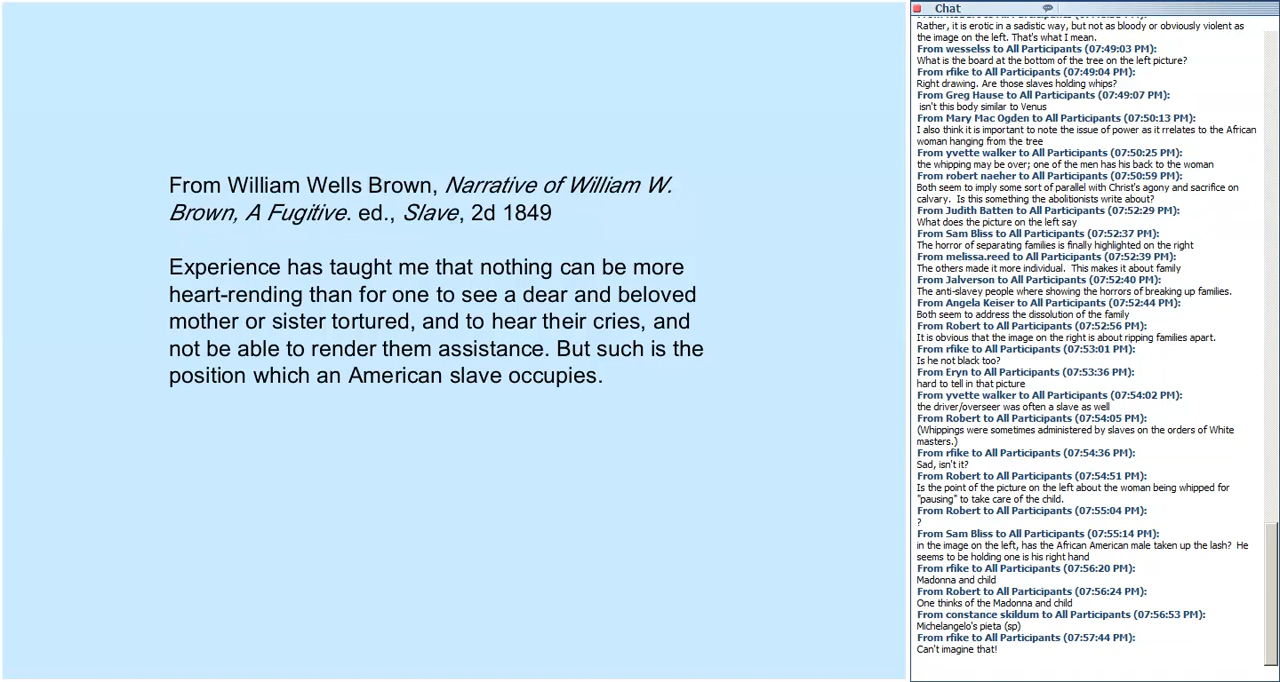 From William Wells Brown, Narrative of William W.
Brown, A Fugitive. ed., Slave, 2d 1849
Experience has taught me that nothing can be more
heart-rending than for one to see a dear and beloved
mother or sister tortured, and to hear their cries, and
not be able to render them assistance. But such is the
position which an American slave occupies.
Chat
Rather, it is erotic in a sadistic way, but not as bloody or obviously violent as
the image on the left. That's what I mean.
From wesselss to All Participants (07:49:03 PM):
What is the board at the bottom of the tree on the left picture?
From rfike to All Participants (07:49:04 PM):
Right drawing. Are those slaves holding whips?
From Greg Hause to All Participants (07:49:07 PM):
isn't this body similar to Venus
From Mary Mac Ogden to All Participants (07:50:13 PM):
I also think it is important to note the issue of power as it rrelates to the African
woman hanging from the tree
From yvette walker to All Participants (07:50:25 PM):
the whipping may be over; one of the men has his back to the woman
From robert naeher to All Participants (07:50:59 PM):
Both seem to imply some sort of parallel with Christ's agony and sacrifice on
calvary.  Is this something the abolitionists write about?
From Judith Batten to All Participants (07:52:29 PM):
What does the picture on the left say
From Sam Bliss to All Participants (07:52:37 PM):
The horror of separating families is finally highlighted on the right
From melissa.reed to All Participants (07:52:39 PM):
The others made it more individual.  This makes it about family
From Jalverson to All Participants (07:52:40 PM):
The anti-slavey people where showing the horrors of breaking up families.
From Angela Keiser to All Participants (07:52:44 PM):
Both seem to address the dissolution of the family
From Robert to All Participants (07:52:56 PM):
It is obvious that the image on the right is about ripping families apart.
From rfike to All Participants (07:53:01 PM):
Is he not black too?
From Eryn to All Participants (07:53:36 PM):
hard to tell in that picture
From yvette walker to All Participants (07:54:02 PM):
the driver/overseer was often a slave as well
From Robert to All Participants (07:54:05 PM):
(Whippings were sometimes administered by slaves on the orders of White
masters.)
From rfike to All Participants (07:54:36 PM):
Sad, isn't it?
From Robert to All Participants (07:54:51 PM):
Is the point of the picture on the left about the woman being whipped for
"pausing" to take care of the child.
From Robert to All Participants (07:55:04 PM):
?
From Sam Bliss to All Participants (07:55:14 PM):
in the image on the left, has the African American male taken up the lash?  He
seems to be holding one is his right hand
From rfike to All Participants (07:56:20 PM):
Madonna and child
From Robert to All Participants (07:56:24 PM):
One thinks of the Madonna and child
From constance skildum to All Participants (07:56:53 PM):
Michelangelo's pieta (sp)
From rfike to All Participants (07:57:44 PM):
Can't imagine that!